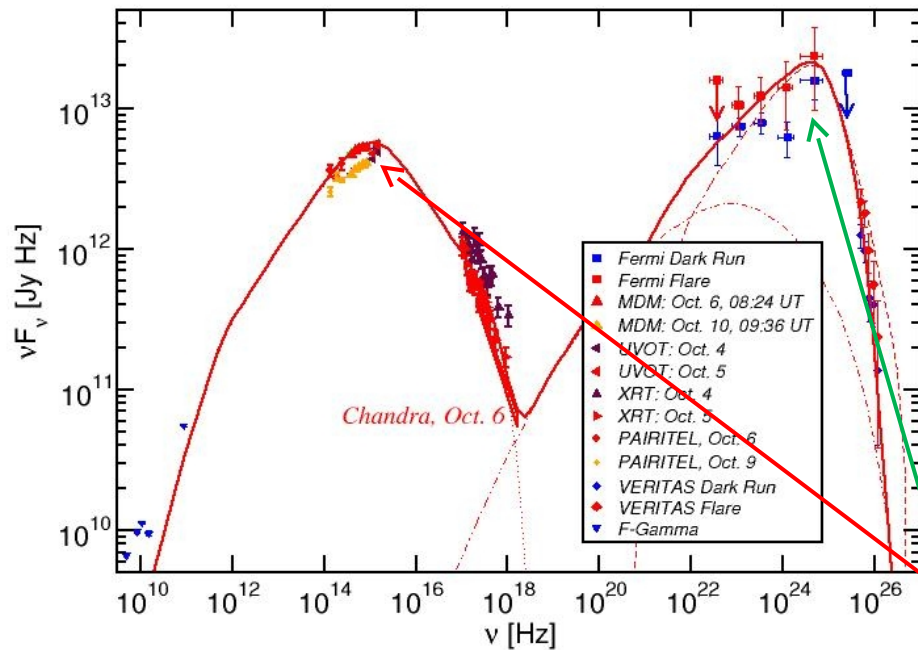 νFν [Jy Hz]
10^13
10^12
10^11
10^10
Chandra, Oct. 6
Fermi Dark Run
Fermi Flare
MDM: Oct. 6, 08:24 UT
MDM: Oct. 10, 09:36 UT
UVOT: Oct. 4
UVOT: Oct. 5
XRT: Oct. 4
XRT: Oct. 5
PAIRITEL, Oct. 6
PAIRITEL, Oct. 9
VERITAS Dark Run
VERITAS Flare
F-Gamma
10^10 10^12 10^14 10^16 10^18 10^20 10^22 10^24 10^26
ν [Hz]